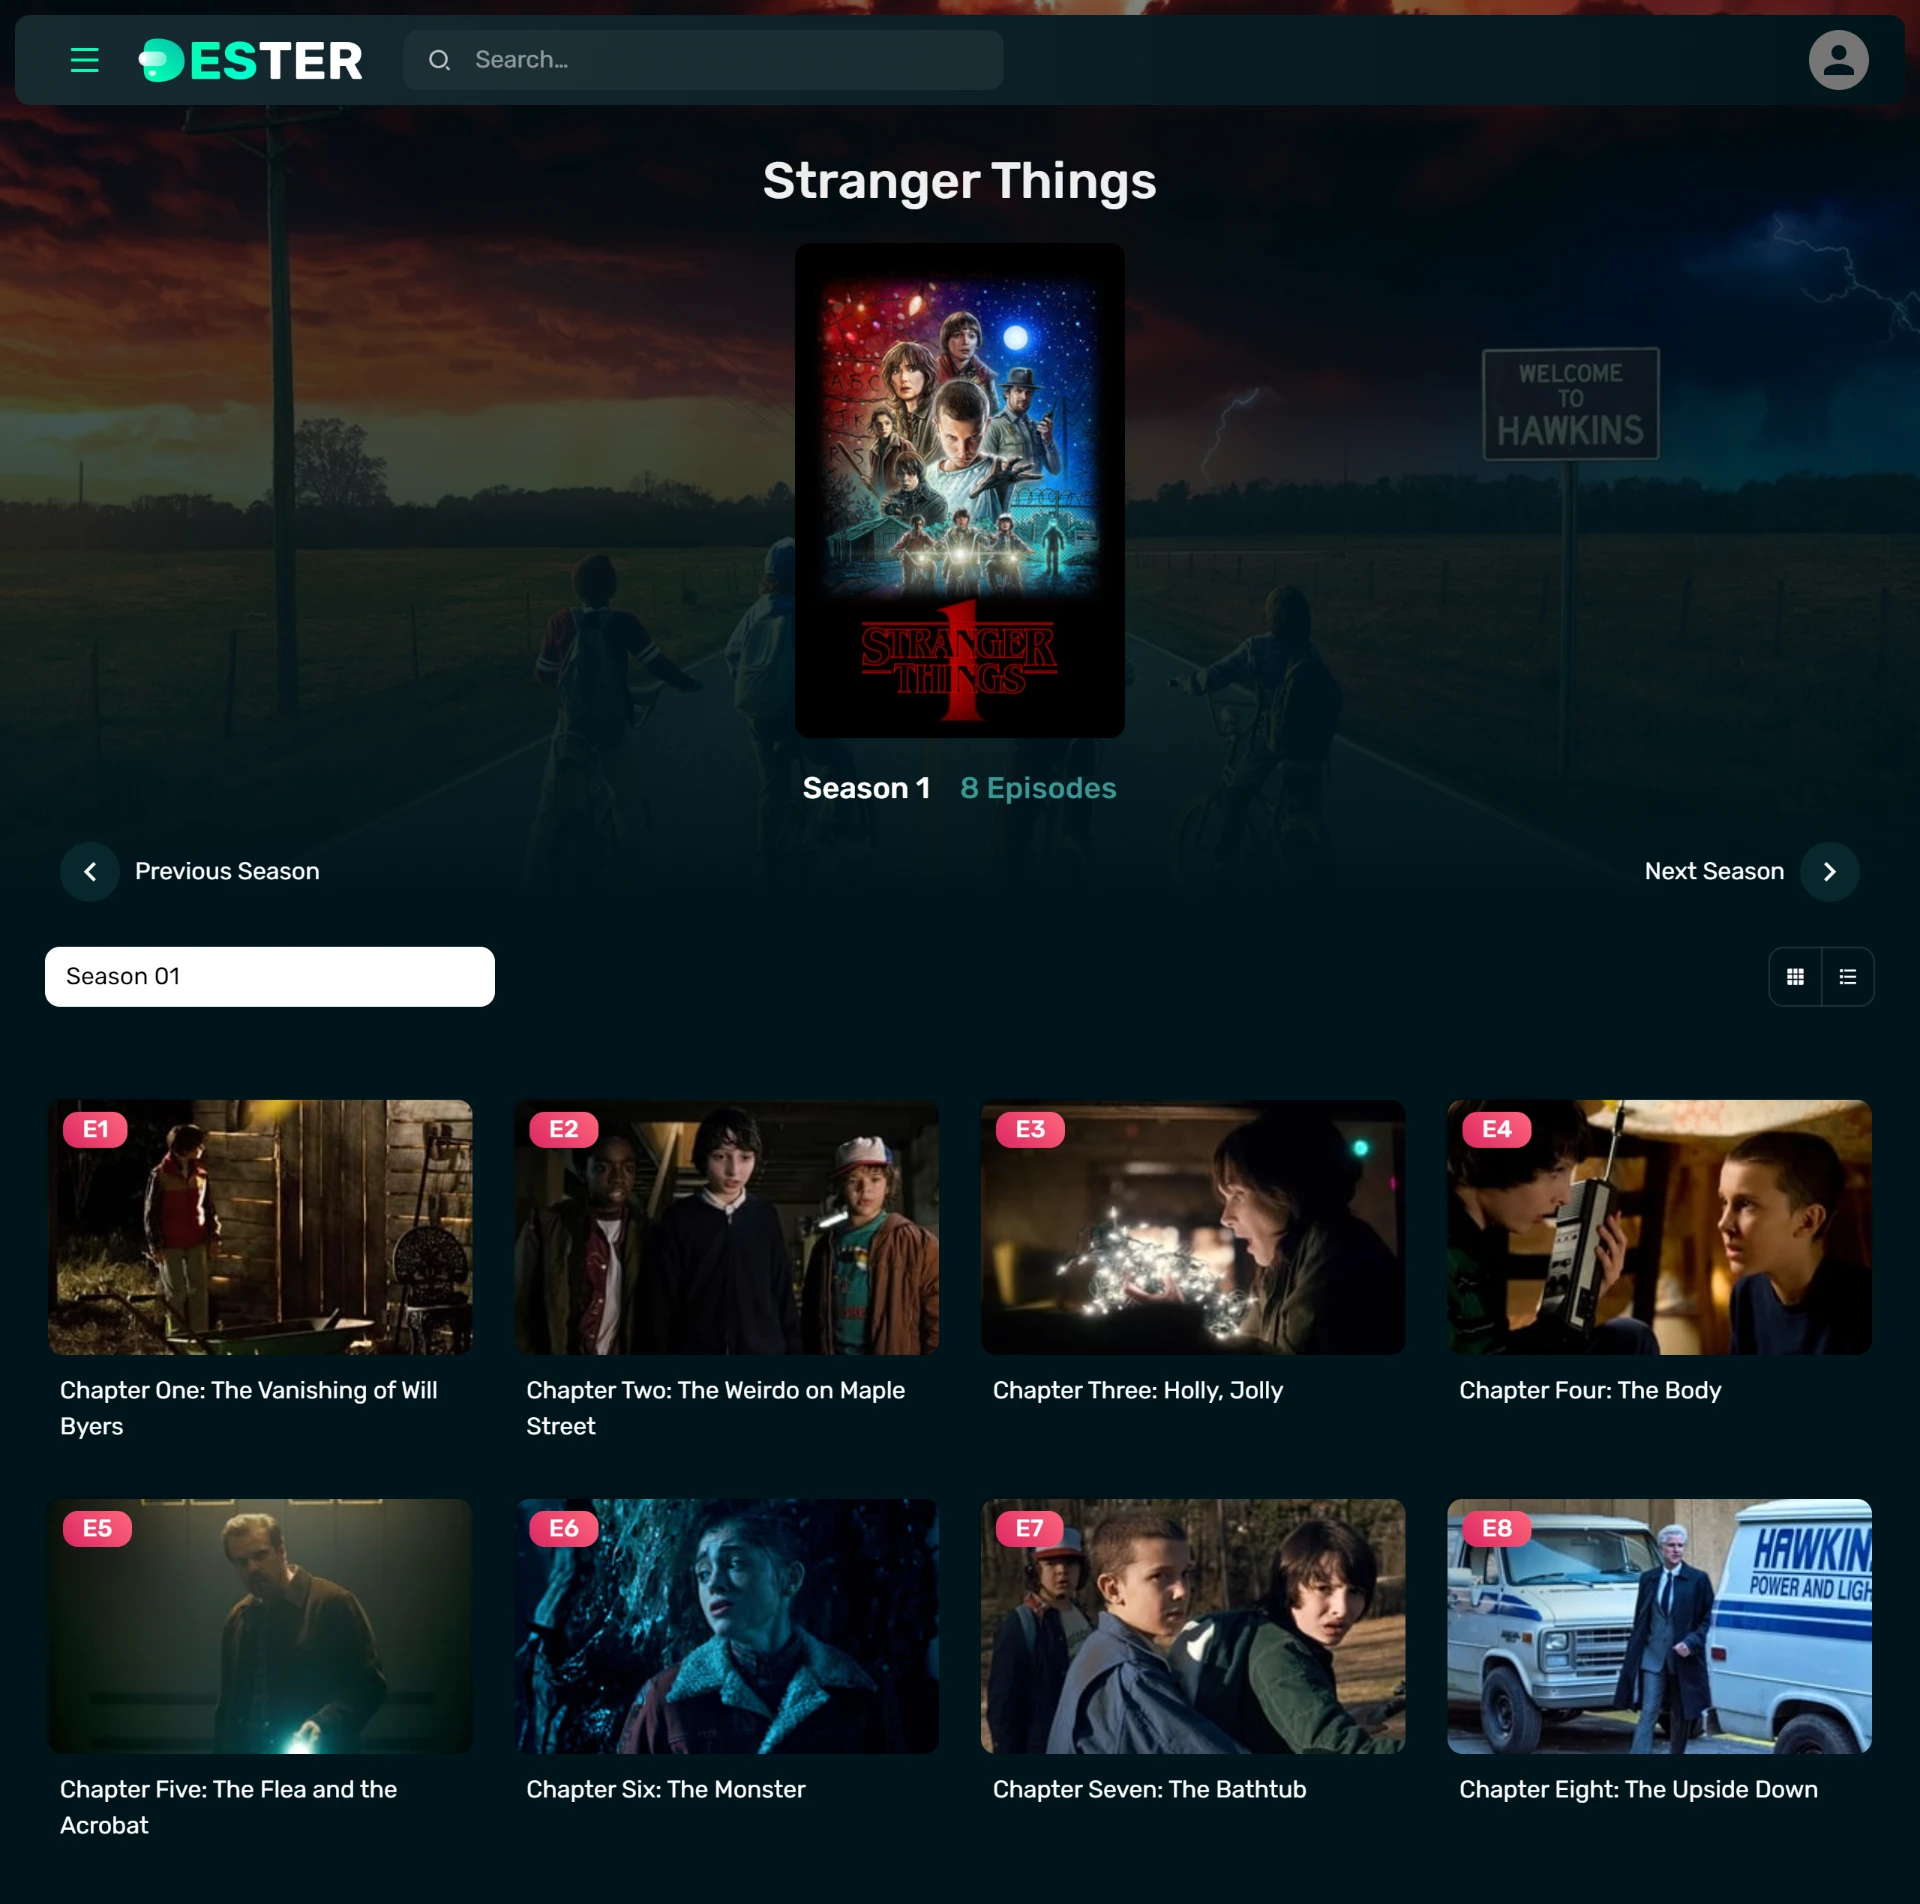 DESTER
Search...
Stranger Things
WELCOME
TO
HAWKINS
STRANGER
THINGS
1
Season 1 8 Episodes
Previous Season
Next Season
Season 01
E1
E2
E3
E4
Chapter One: The Vanishing of Will
Byers
Chapter Two: The Weirdo on Maple
Street
Chapter Three: Holly, Jolly
Chapter Four: The Body
E5
E6
E7
E8
HAWKIN
POWER AND LIGH
Chapter Five: The Flea and the
Acrobat
Chapter Six: The Monster
Chapter Seven: The Bathtub
Chapter Eight: The Upside Down